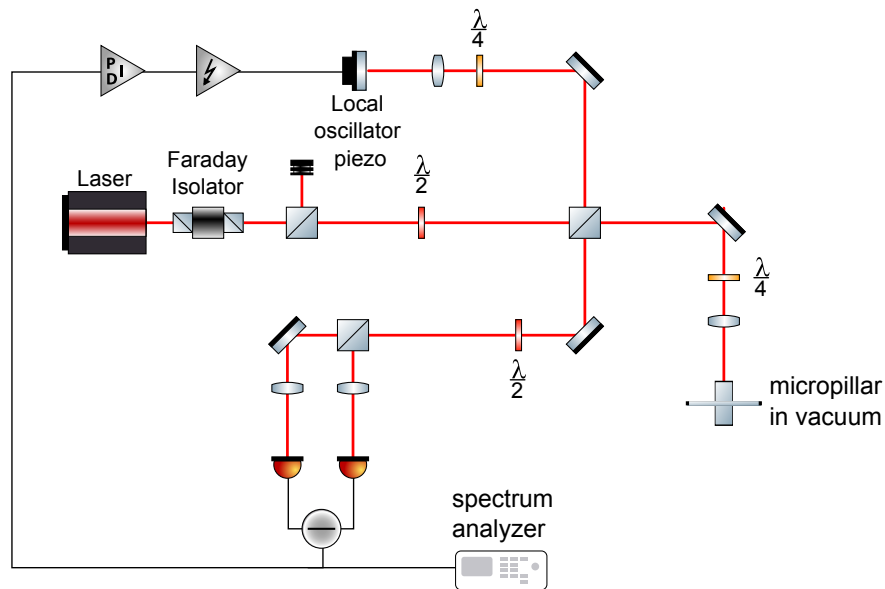 λ
4
P
I
D
Local
oscillator
piezo
Faraday
Isolator
Laser
λ
2
λ
4
λ
2
micropillar
in vacuum
spectrum
analyzer